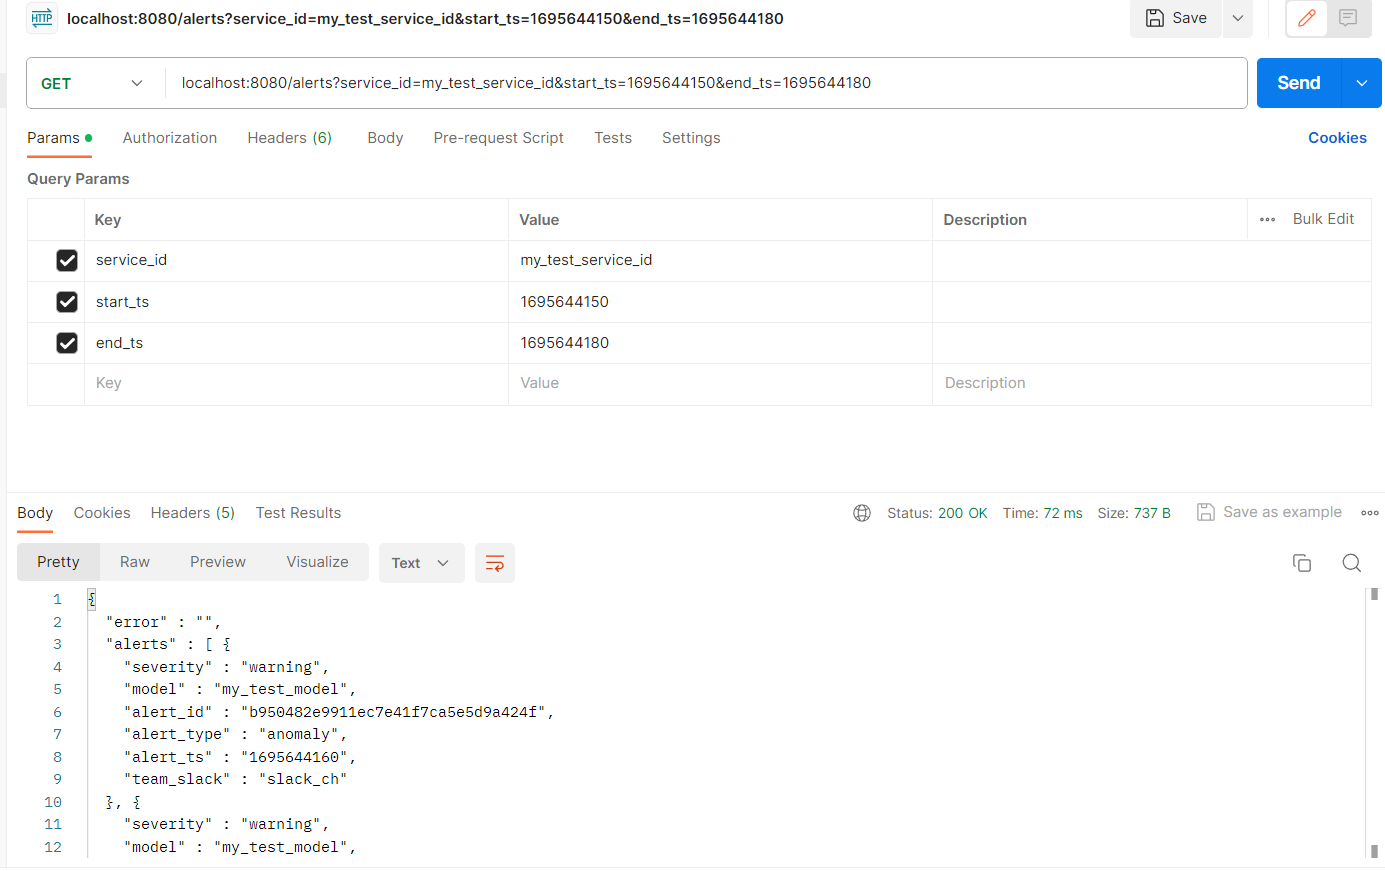 HTTP localhost:8080/alerts?service_id=my_test_service_id&start_ts=1695644150&end_ts=1695644180 Save
GET localhost:8080/alerts?service_id=my_test_service_id&start_ts=1695644150&end_ts=1695644180 Send
Params Authorization Headers (6) Body Pre-request Script Tests Settings Cookies
Query Params
Key Value Description Bulk Edit
service_id my_test_service_id
start_ts 1695644150
end_ts 1695644180
Key Value Description
Body Cookies Headers (5) Test Results Status: 200 OK Time: 72 ms Size: 737 B Save as example
Pretty Raw Preview Visualize Text
1 {
2 "error" : "",
3 "alerts" : [ {
4 "severity" : "warning",
5 "model" : "my_test_model",
6 "alert_id" : "b950482e9911ec7e41f7ca5e5d9a424f",
7 "alert_type" : "anomaly",
8 "alert_ts" : "1695644160",
9 "team_slack" : "slack_ch"
10 }, {
11 "severity" : "warning",
12 "model" : "my_test_model",